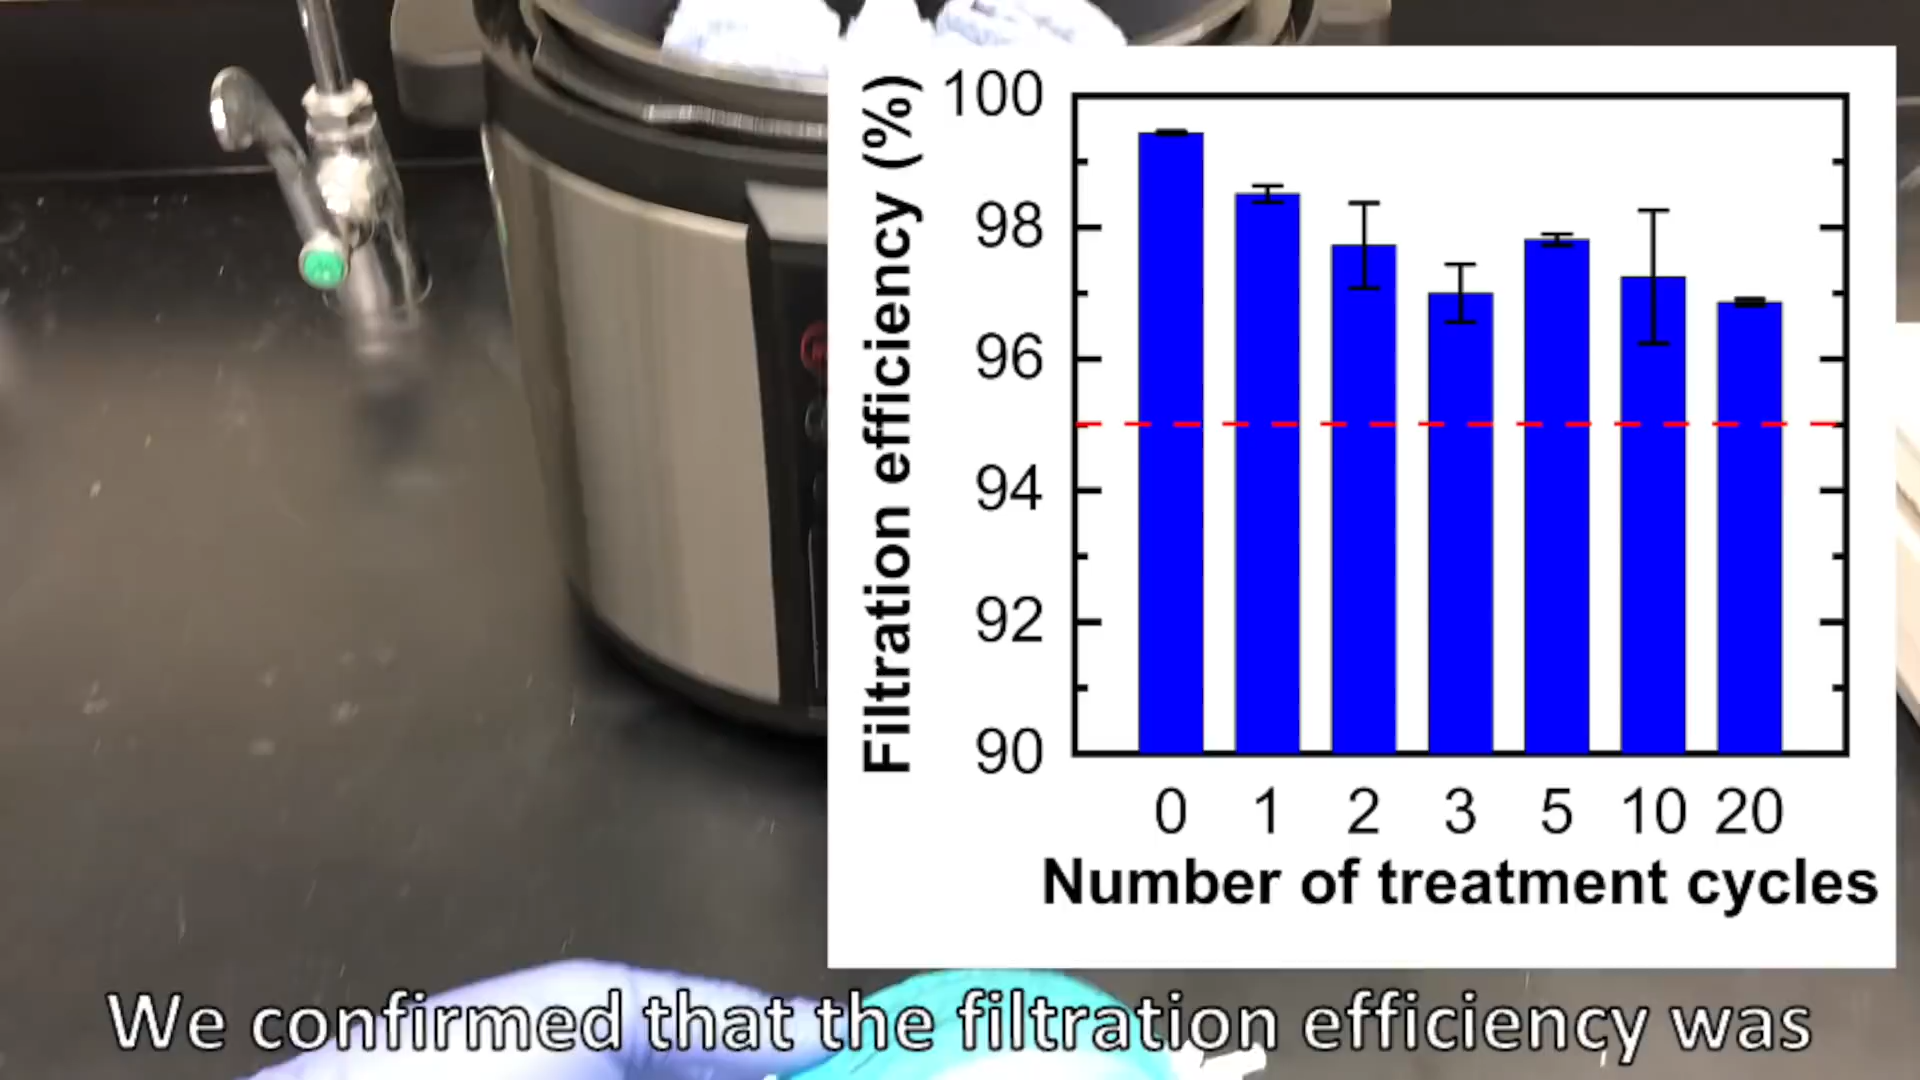 Filtration efficiency (%)
100
98
96
94
92
90
0 1 2 3 5 10 20
Number of treatment cycles
We confirmed that the filtration efficiency was